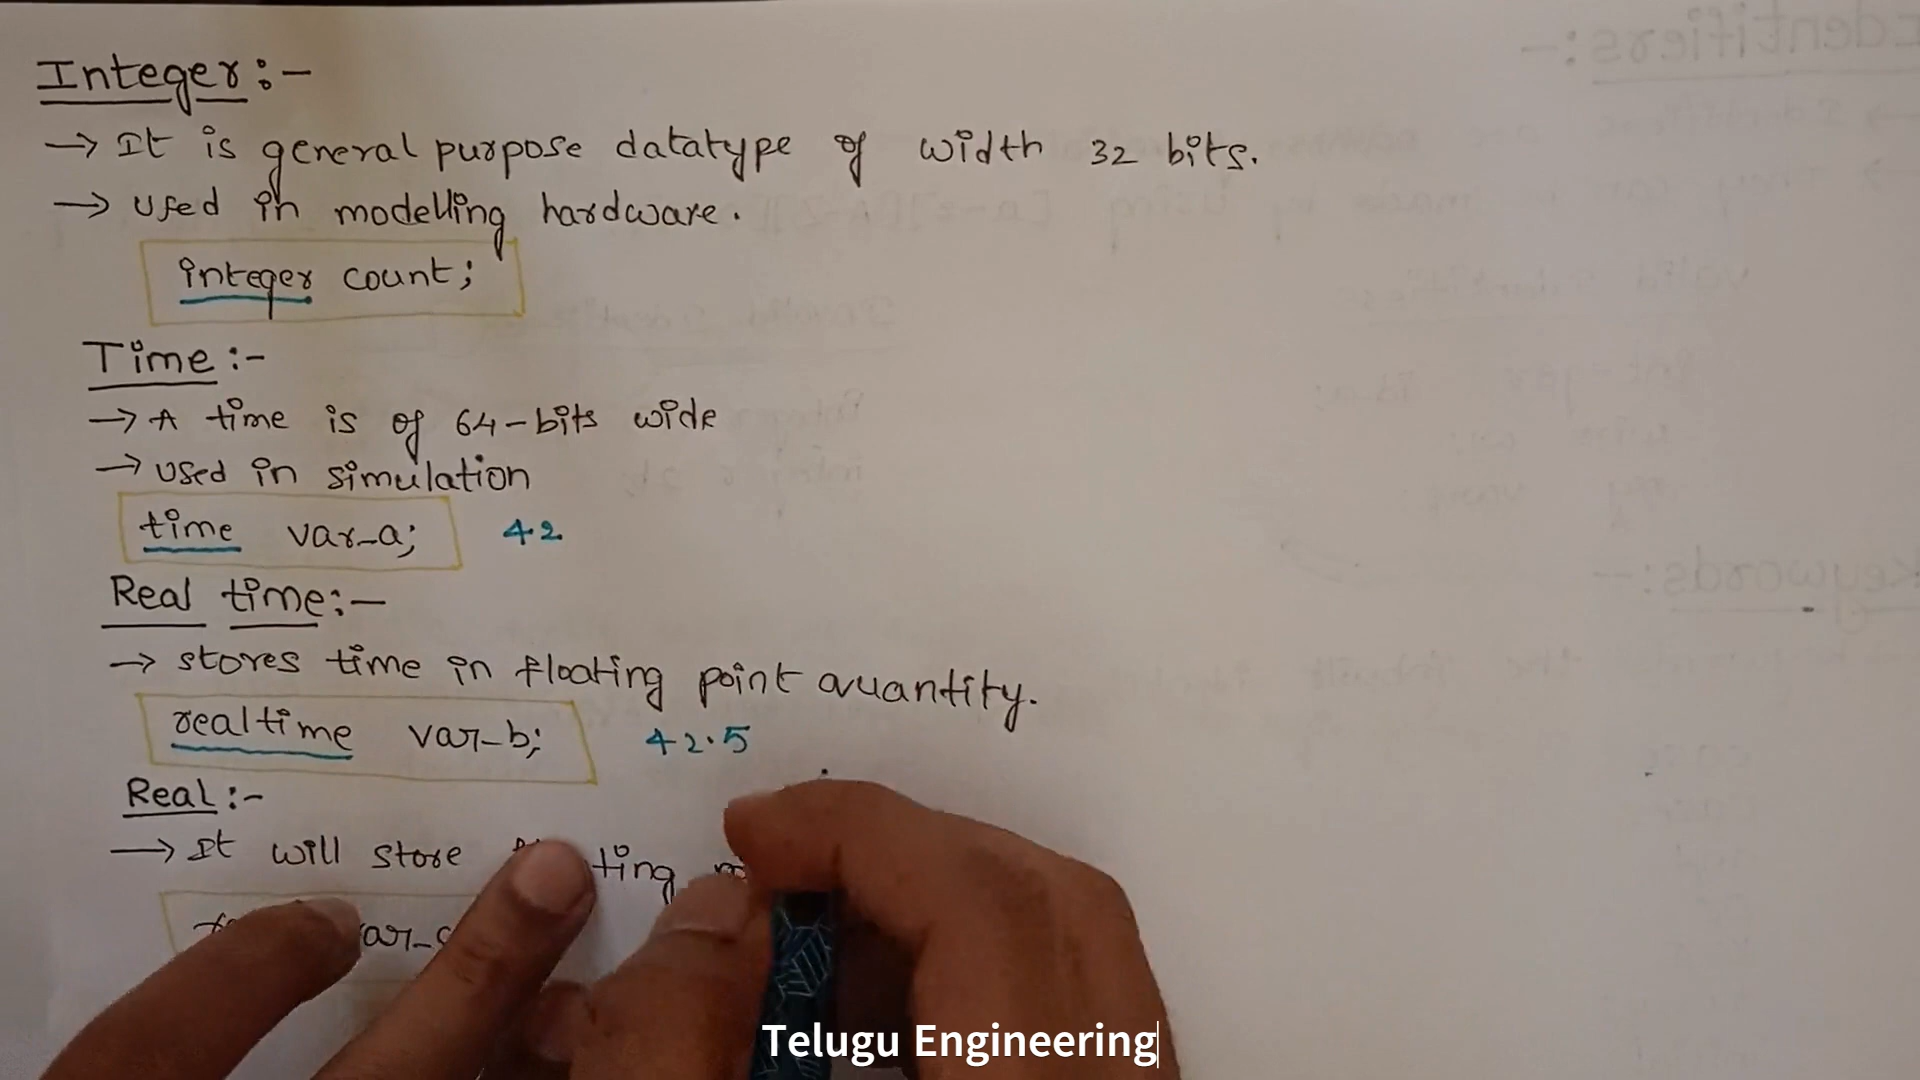 Integer:-
→ It is general purpose datatype of width 32 bits.
→ Used in modelling hardware.
integer count;
Time:-
→ A time is of 64-bits wide
→ Used in simulation
time var_a; 42
Real time:-
→ stores time in floating point quantity.
realtime var_b; 42.5
Real:-
→ It will store
Telugu Engineering